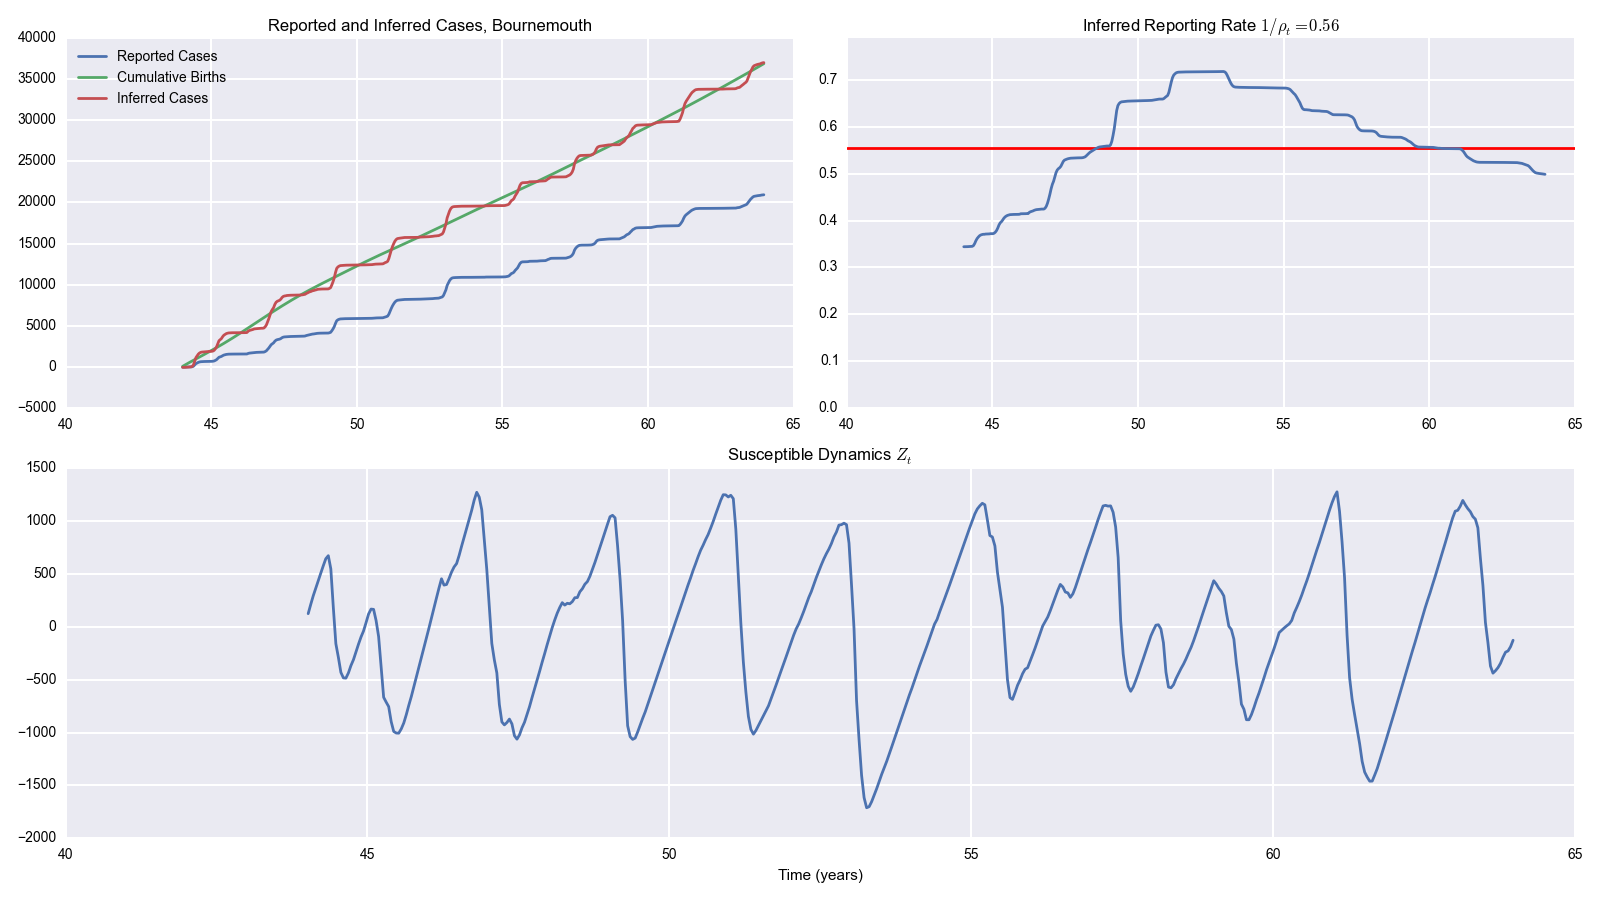 Reported and Inferred Cases, Bournemouth
40000
35000
30000
25000
20000
15000
10000
5000
0
−5000
40 45 50 55 60 65
Reported Cases
Cumulative Births
Inferred Cases
Inferred Reporting Rate 1/ρt = 0.56
0.7
0.6
0.5
0.4
0.3
0.2
0.1
0.0
40 45 50 55 60 65
Susceptible Dynamics Zt
1500
1000
500
0
−500
−1000
−1500
−2000
40 45 50 55 60 65
Time (years)